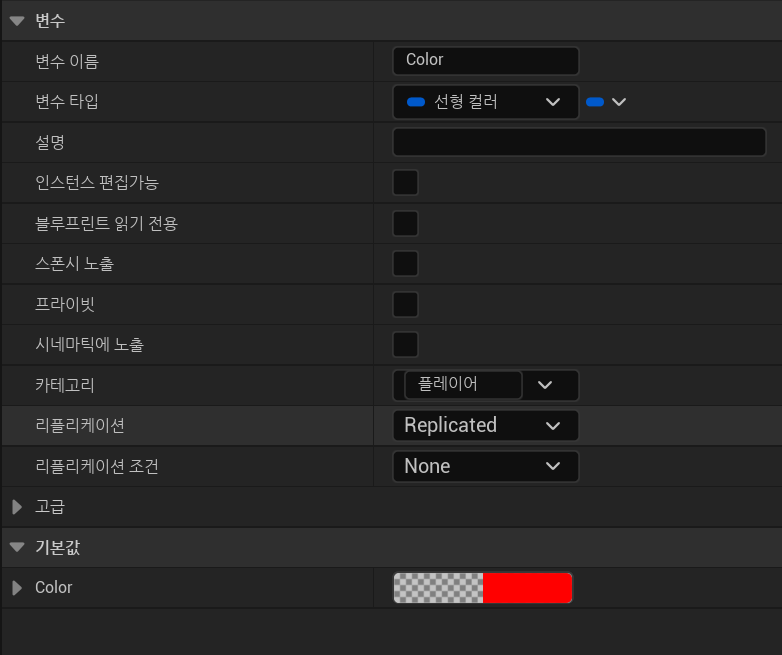 변수
변수 이름 Color
변수 타입 선형 컬러
설명
인스턴스 편집가능
블루프린트 읽기 전용
스폰시 노출
프라이빗
시네마틱에 노출
카테고리 플레이어
리플리케이션 Replicated
리플리케이션 조건 None
고급
기본값
Color